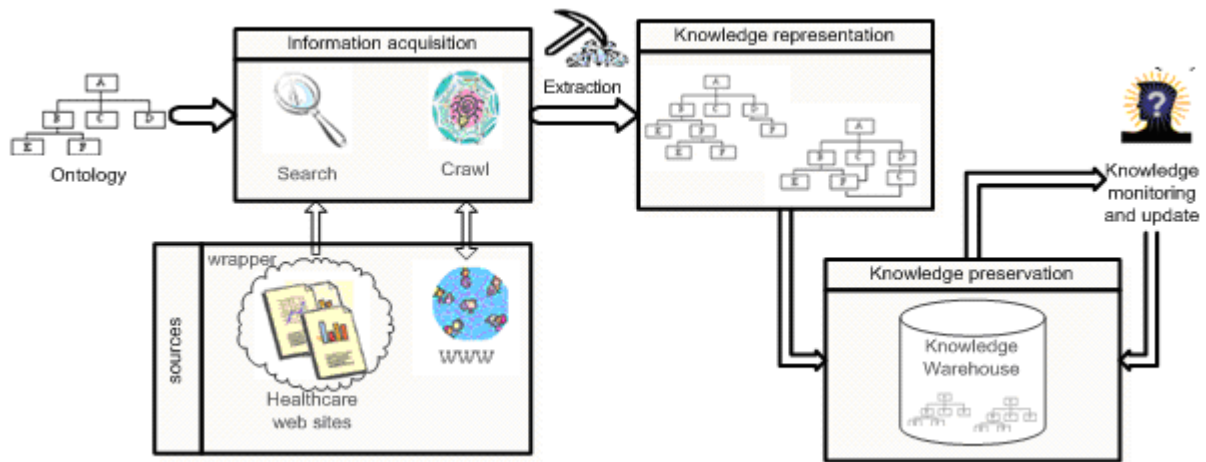 Information acquisition
Search
Crawl
Extraction
Knowledge representation
A
B C D
E F
Ontology
A
B C D
E F F
E F
A
B C D
E F C
Knowledge
monitoring
and update
sources
wrapper
Healthcare
web sites
WWW
Knowledge preservation
Knowledge
Warehouse